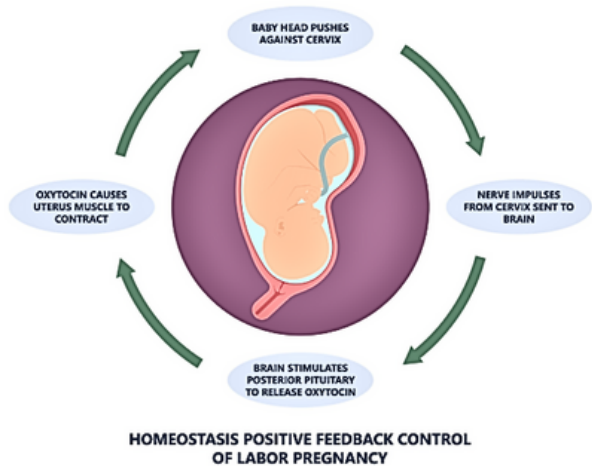 BABY HEAD PUSHES
AGAINST CERVIX
NERVE IMPULSES
FROM CERVIX SENT TO
BRAIN
BRAIN STIMULATES
POSTERIOR PITUITARY
TO RELEASE OXYTOCIN
OXYTOCIN CAUSES
UTERUS MUSCLE TO
CONTRACT
HOMEOSTASIS POSITIVE FEEDBACK CONTROL
OF LABOR PREGNANCY